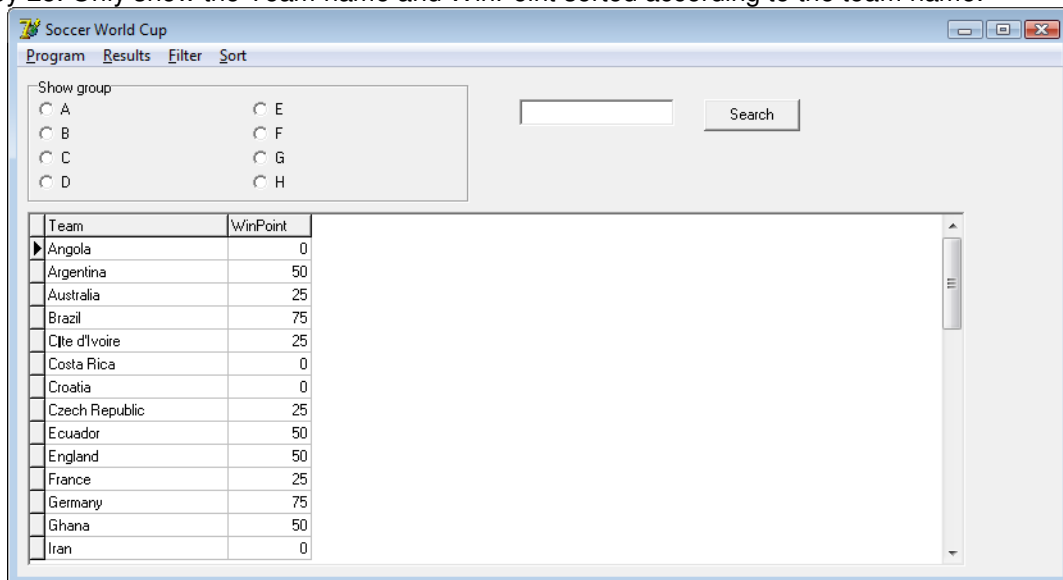 y 25. Only show the Team name and WinPoint sorted according to the team name.
Soccer World Cup
Program Results Filter Sort
Show group
A E
B F
C G
D H
Search
Team WinPoint
Angola 0
Argentina 50
Australia 25
Brazil 75
d'Ivoire 25
Costa Rica 0
Croatia 0
Czech Republic 25
Ecuador 50
England 50
France 25
Germany 75
Ghana 50
Iran 0